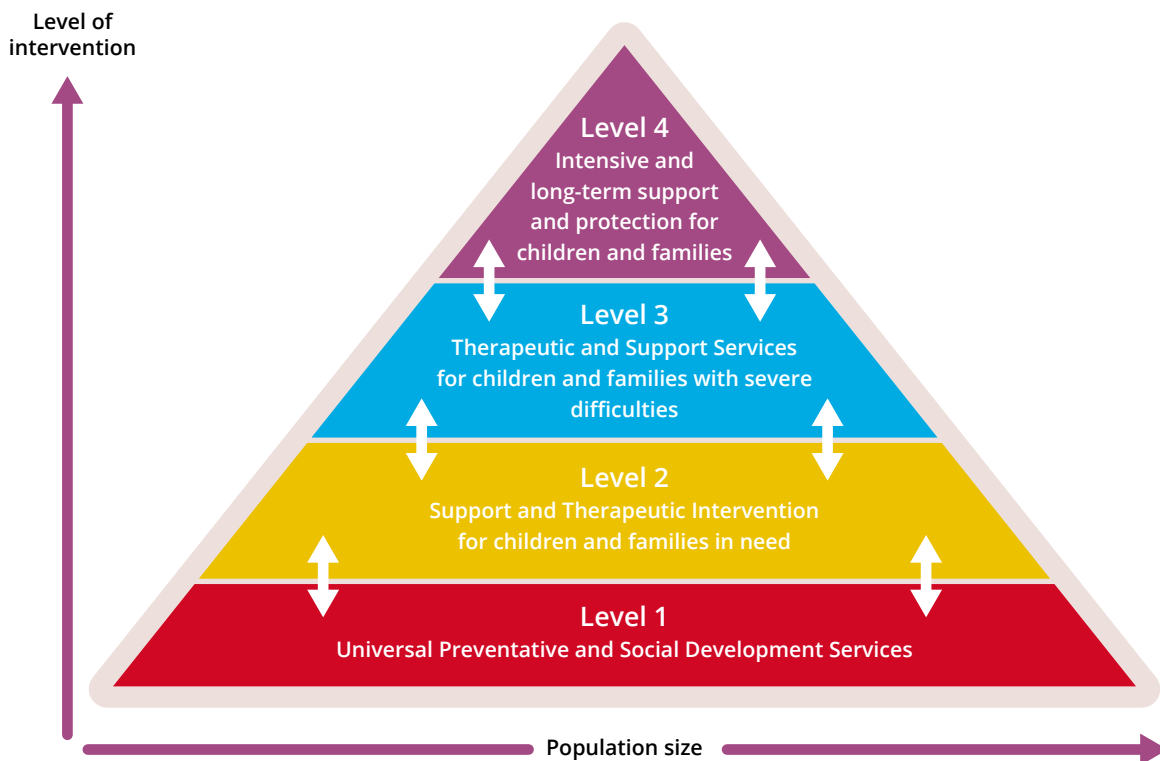 Level of
intervention
Level 4
Intensive and
long-term support
and protection for
children and families
Level 3
Therapeutic and Support Services
for children and families with severe
difficulties
Level 2
Support and Therapeutic Intervention
for children and families in need
Level 1
Universal Preventative and Social Development Services
Population size